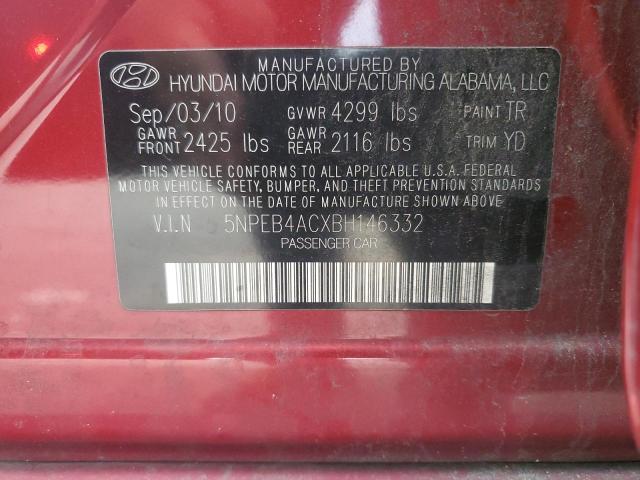 MANUFACTURED BY
HYUNDAI MOTOR MANUFACTURING ALABAMA, LLC
Sep/03/10 GVWR 4299 lbs PAINT TR
GAWR FRONT 2425 lbs GAWR REAR 2116 lbs TRIM YD
THIS VEHICLE CONFORMS TO ALL APPLICABLE U.S.A. FEDERAL
MOTOR VEHICLE SAFETY, BUMPER, AND THEFT PREVENTION
STANDARDS IN EFFECT ON THE DATE OF MANUFACTURE SHOWN ABOVE.
V.I.N 5NPEB4ACXBH146332
PASSENGER CAR